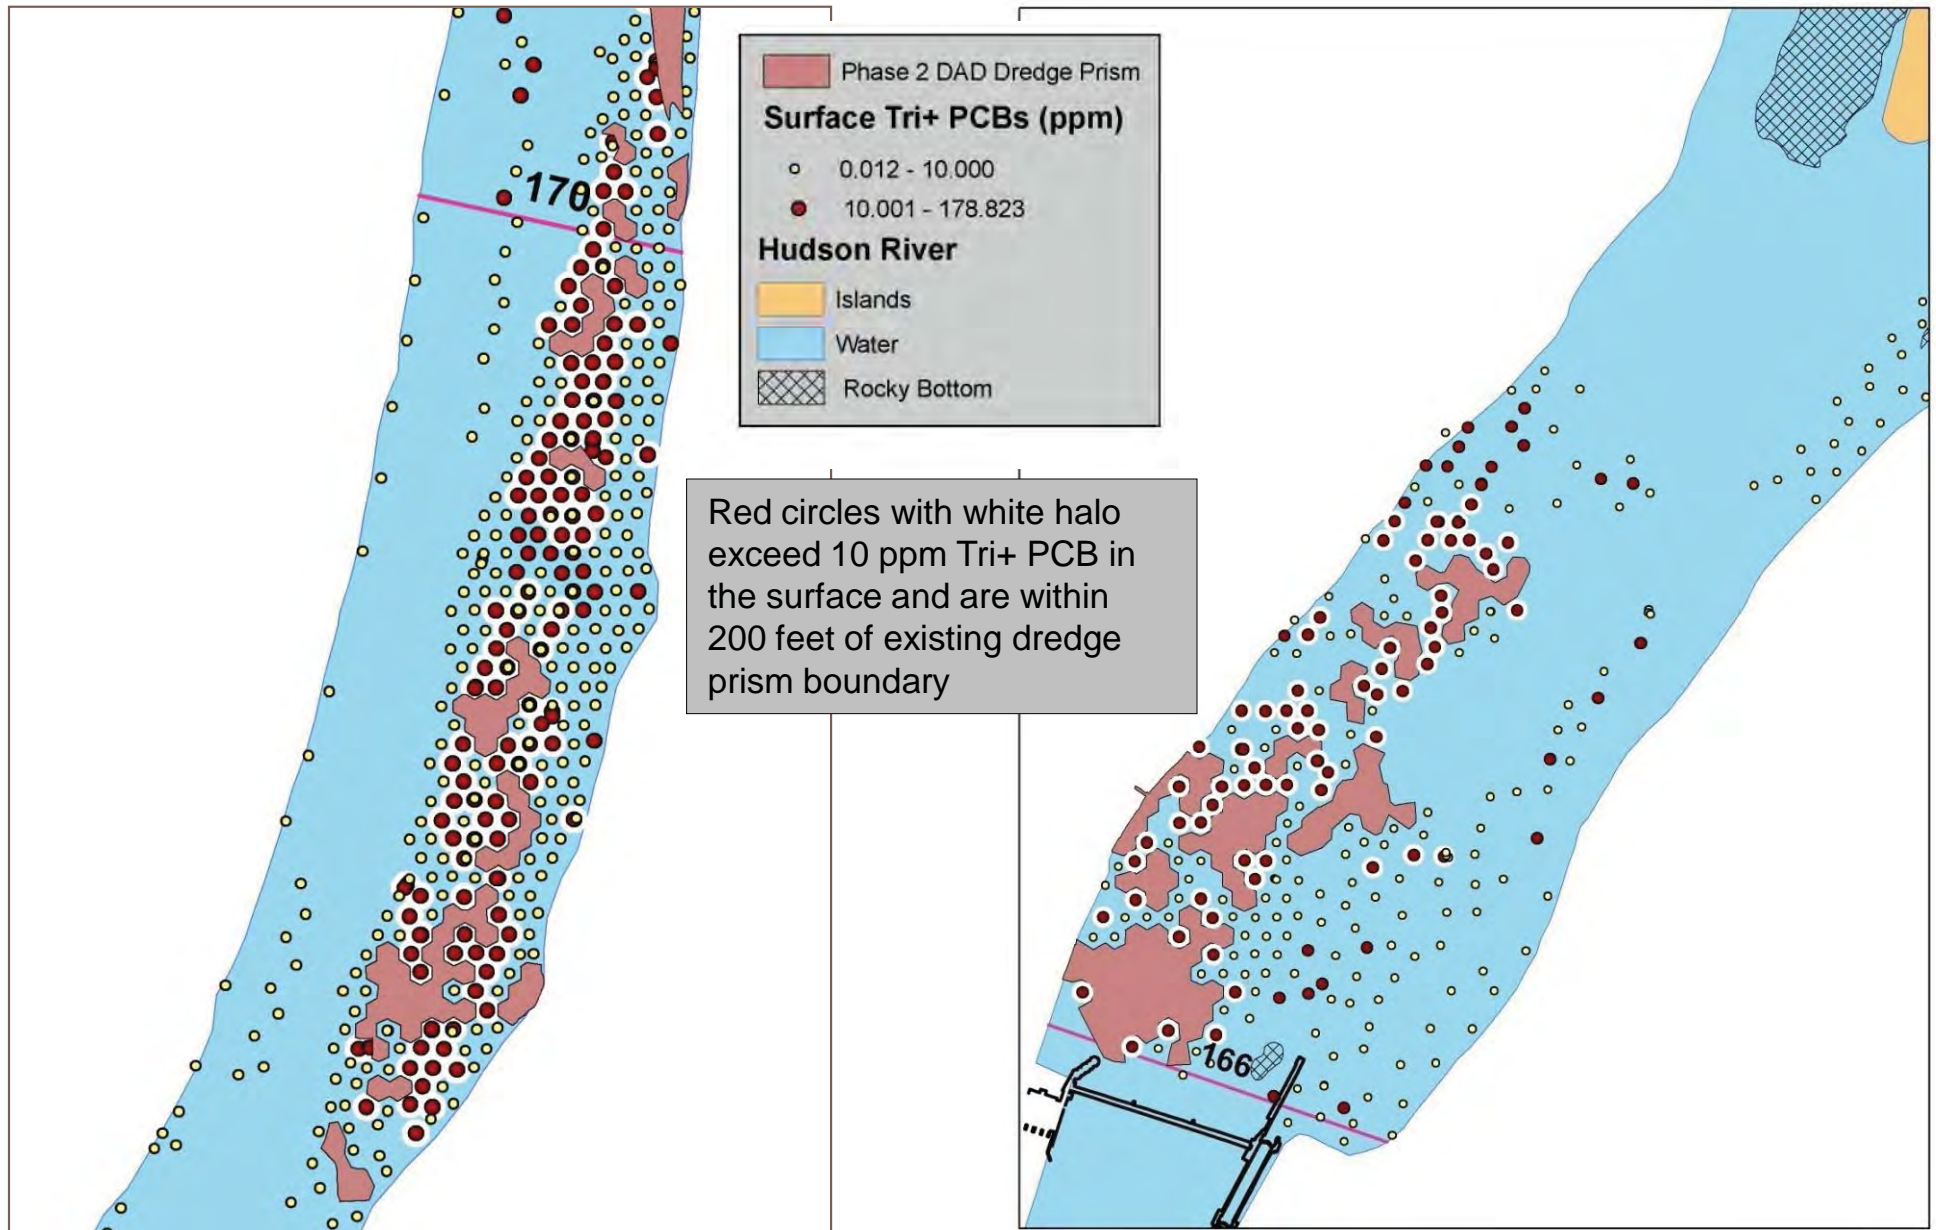 170
Phase 2 DAD Dredge Prism
Surface Tri+ PCBs (ppm)
0.012 - 10.000
10.001 - 178.823
Hudson River
Islands
Water
Rocky Bottom
Red circles with white halo
exceed 10 ppm Tri+ PCB in
the surface and are within
200 feet of existing dredge
prism boundary
166